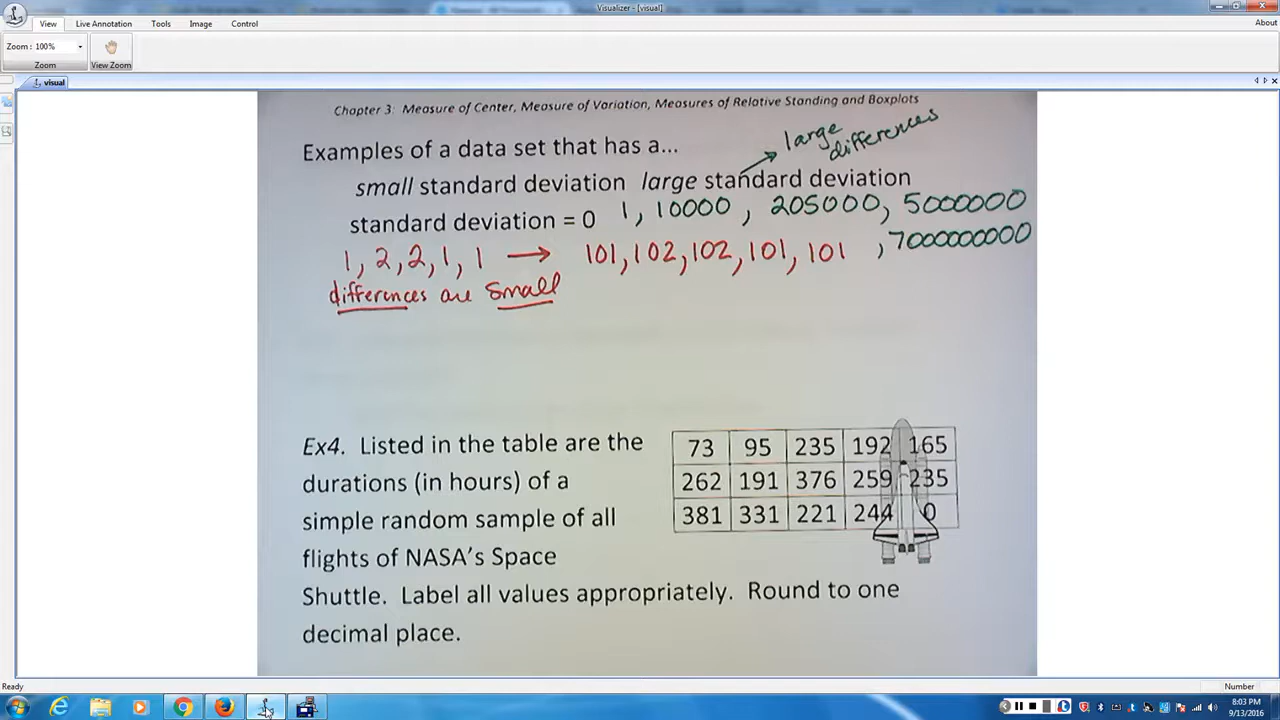 Visualizer - [visual]
View Live Annotation Tools Image Control
About
Zoom : 100%
View Zoom
Zoom
View
visual
Chapter 3: Measure of Center, Measure of Variation, Measures of Relative Standing and Boxplots
large
differences
Examples of a data set that has a...
small standard deviation large standard deviation
standard deviation = 0 1, 10000, 205000, 5000000
, 7000000000
1, 2, 2, 1, 1 → 101, 102, 102, 101, 101
differences are small
Ex4. Listed in the table are the
durations (in hours) of a
simple random sample of all
flights of NASA's Space
Shuttle. Label all values appropriately. Round to one
decimal place.
73 95 235 192 165
262 191 376 259 235
381 331 221 244 0
Ready
Number
8:03 PM
9/13/2016